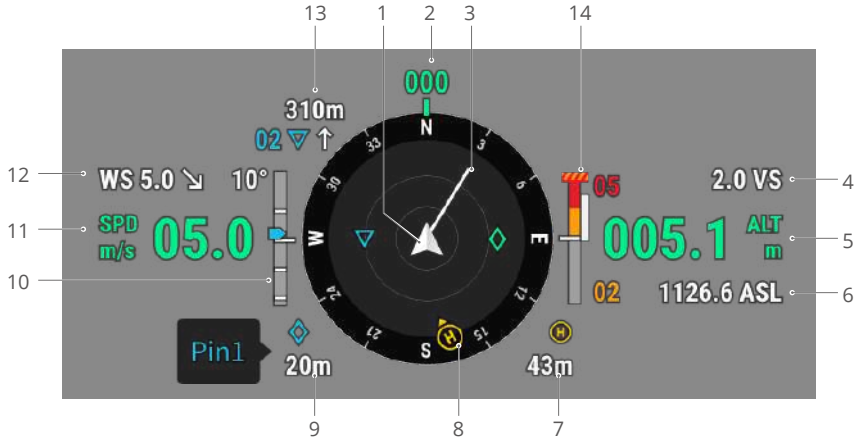 13 1 2 3 14
000
310m
02
N
33 3
30 6
12 WS 5.0 10° 05 2.0 VS 4
11 SPD m/s 05.0 W E 005.1 ALT m 5
10 24 12 02 1126.6 ASL 6
21 15
S H H
Pin1
20m 43m
9 8 7